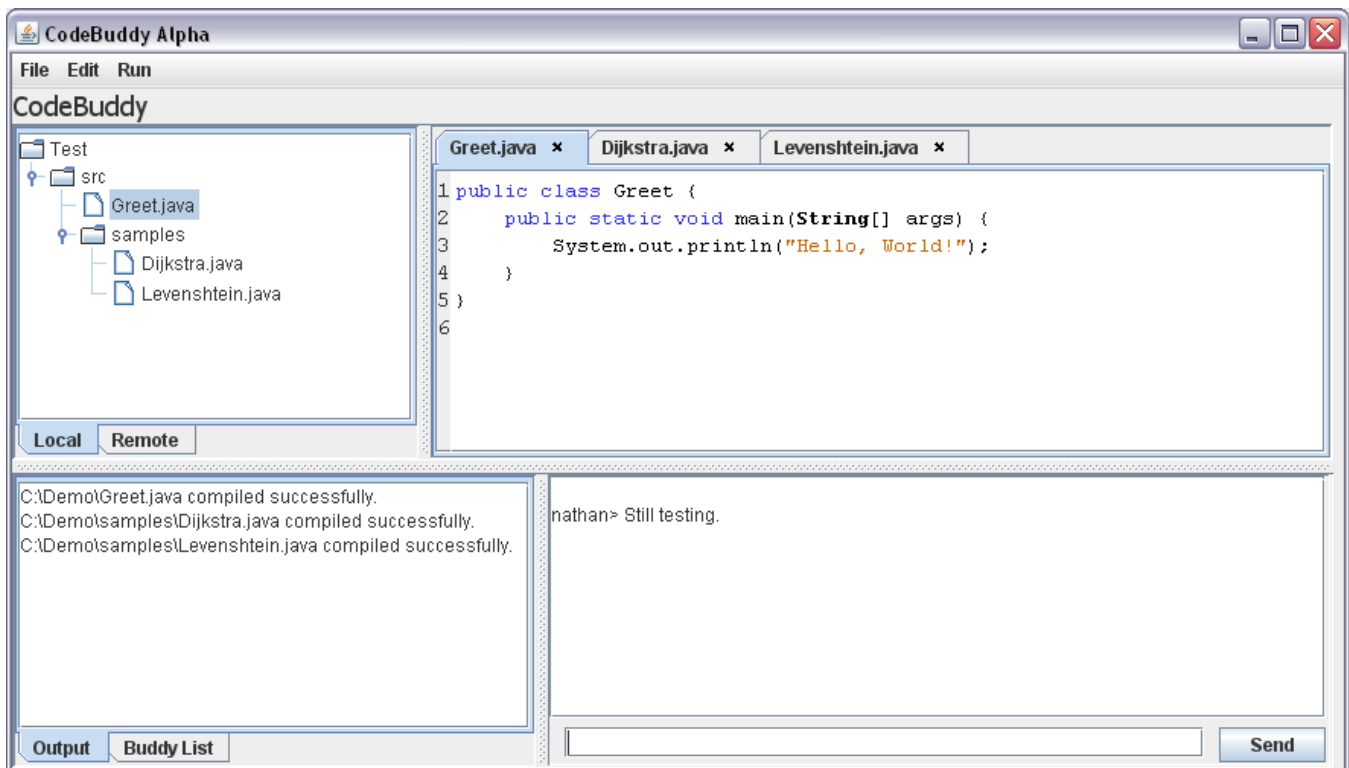 CodeBuddy Alpha
File Edit Run
CodeBuddy
Test
src
Greet.java
samples
Dijkstra.java
Levenshtein.java
Local Remote
Greet.java × Dijkstra.java × Levenshtein.java ×
1 public class Greet {
2     public static void main(String[] args) {
3         System.out.println("Hello, World!");
4     }
5 }
6
C:\Demo\Greet.java compiled successfully.
C:\Demo\samples\Dijkstra.java compiled successfully.
C:\Demo\samples\Levenshtein.java compiled successfully.
Output Buddy List
nathan> Still testing.
Send